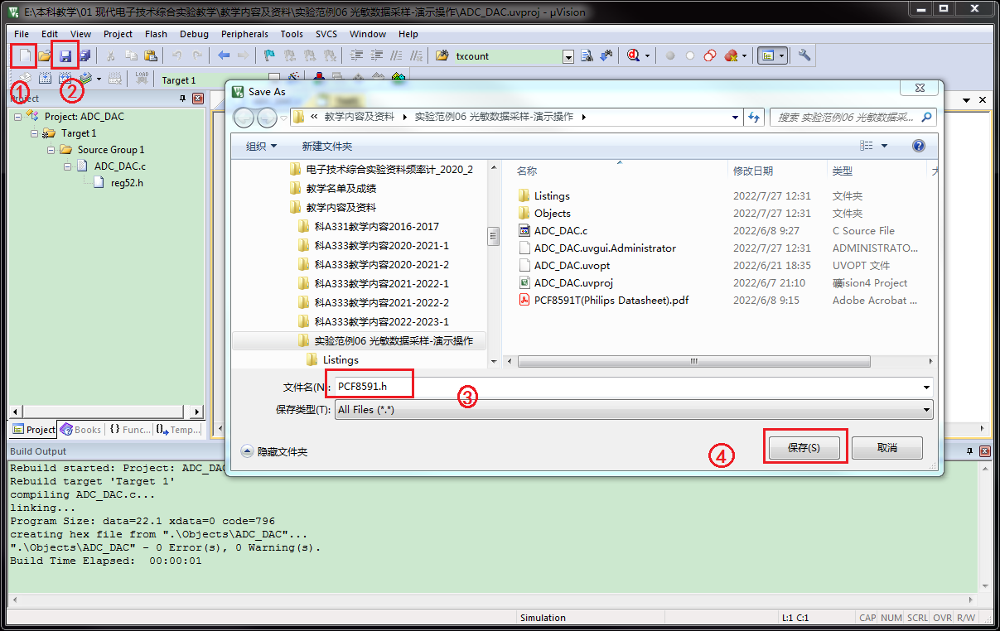 E:\本科教学\01 现代电子技术综合实验教学\教学内容及资料\实验范例06 光敏数据采样-演示操作\ADC_DAC.uvproj - µVision
File Edit View Project Flash Debug Peripherals Tools SVCS Window Help
txcount
LOAD
Target 1
① ②
Project: ADC_DAC
Target 1
Source Group 1
ADC_DAC.c
reg52.h
Project Books Func... Temp...
Save As
« 教学内容及资料 实验范例06 光敏数据采样-演示操作
搜索 实验范例06 光敏数据采...
组织 新建文件夹
电子技术综合实验资料频率计_2020_2
教学名单及成绩
教学内容及资料
科A331教学内容2016-2017
科A333教学内容2020-2021-1
科A333教学内容2020-2021-2
科A333教学内容2021-2022-1
科A333教学内容2021-2022-2
科A333教学内容2022-2023-1
实验范例06 光敏数据采样-演示操作
Listings
名称 修改日期 类型
Listings 2022/7/27 12:31 文件夹
Objects 2022/7/27 12:31 文件夹
ADC_DAC.c 2022/6/8 9:27 C Source File
ADC_DAC.uvgui.Administrator 2022/7/27 12:31 ADMINISTRATO...
ADC_DAC.uvopt 2022/6/21 18:35 UVOPT 文件
ADC_DAC.uvproj 2022/6/7 21:10 礦ision4 Project
PCF8591T(Philips Datasheet).pdf 2022/6/8 9:15 Adobe Acrobat ...
文件名(N): PCF8591.h
③
保存类型(T): All Files (*.*)
隐藏文件夹
④
保存(S) 取消
Build Output
Rebuild started: Project: ADC_DAC
Rebuild target 'Target 1'
compiling ADC_DAC.c...
linking...
Program Size: data=22.1 xdata=0 code=796
creating hex file from ".\Objects\ADC_DAC"...
".\Objects\ADC_DAC" - 0 Error(s), 0 Warning(s).
Build Time Elapsed: 00:00:01
Simulation L:1 C:1 CAP NUM SCRL OVR R/W